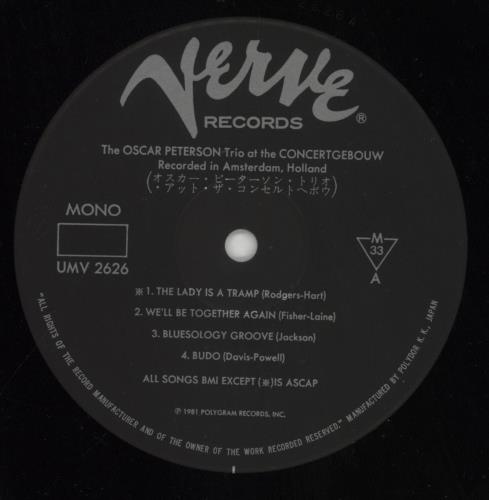 Verve
RECORDS
®
The OSCAR PETERSON Trio at the CONCERTGEBOUW
Recorded in Amsterdam, Holland
(オスカー・ピーターソン・トリオ
・アット・ザ・コンセルトヘボウ)
MONO
UMV 2626
M
33
A
※1. THE LADY IS A TRAMP (Rodgers-Hart)
2. WE'LL BE TOGETHER AGAIN (Fisher-Laine)
3. BLUESOLOGY GROOVE (Jackson)
4. BUDO (Davis-Powell)
ALL SONGS BMI EXCEPT (※)IS ASCAP
℗ 1981 POLYGRAM RECORDS, INC.
"ALL RIGHTS OF THE RECORD MANUFACTURER AND OF THE OWNER OF THE WORK RECORDED RESERVED." MANUFACTURED BY POLYDOR K. K., JAPAN